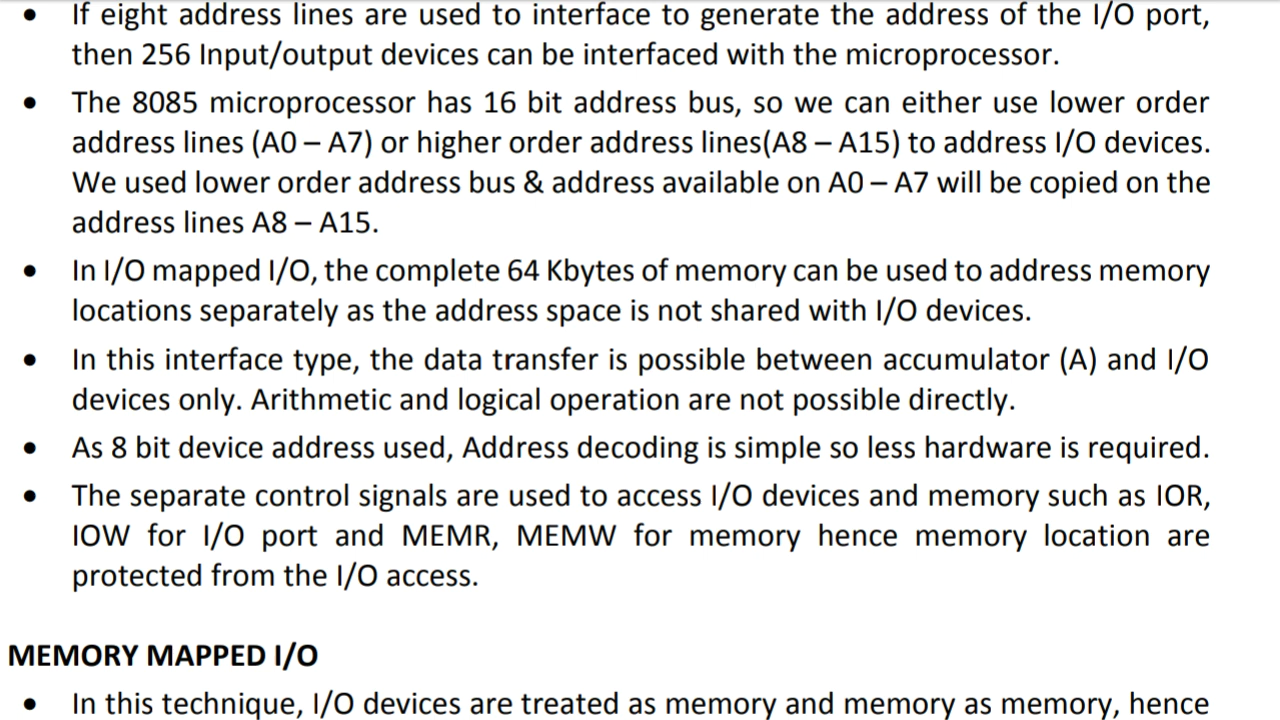 • If eight address lines are used to interface to generate the address of the I/O port,
then 256 Input/output devices can be interfaced with the microprocessor.
• The 8085 microprocessor has 16 bit address bus, so we can either use lower order
address lines (A0 – A7) or higher order address lines(A8 – A15) to address I/O devices.
We used lower order address bus & address available on A0 – A7 will be copied on the
address lines A8 – A15.
• In I/O mapped I/O, the complete 64 Kbytes of memory can be used to address memory
locations separately as the address space is not shared with I/O devices.
• In this interface type, the data transfer is possible between accumulator (A) and I/O
devices only. Arithmetic and logical operation are not possible directly.
• As 8 bit device address used, Address decoding is simple so less hardware is required.
• The separate control signals are used to access I/O devices and memory such as IOR,
IOW for I/O port and MEMR, MEMW for memory hence memory location are
protected from the I/O access.
MEMORY MAPPED I/O
• In this technique, I/O devices are treated as memory and memory as memory, hence